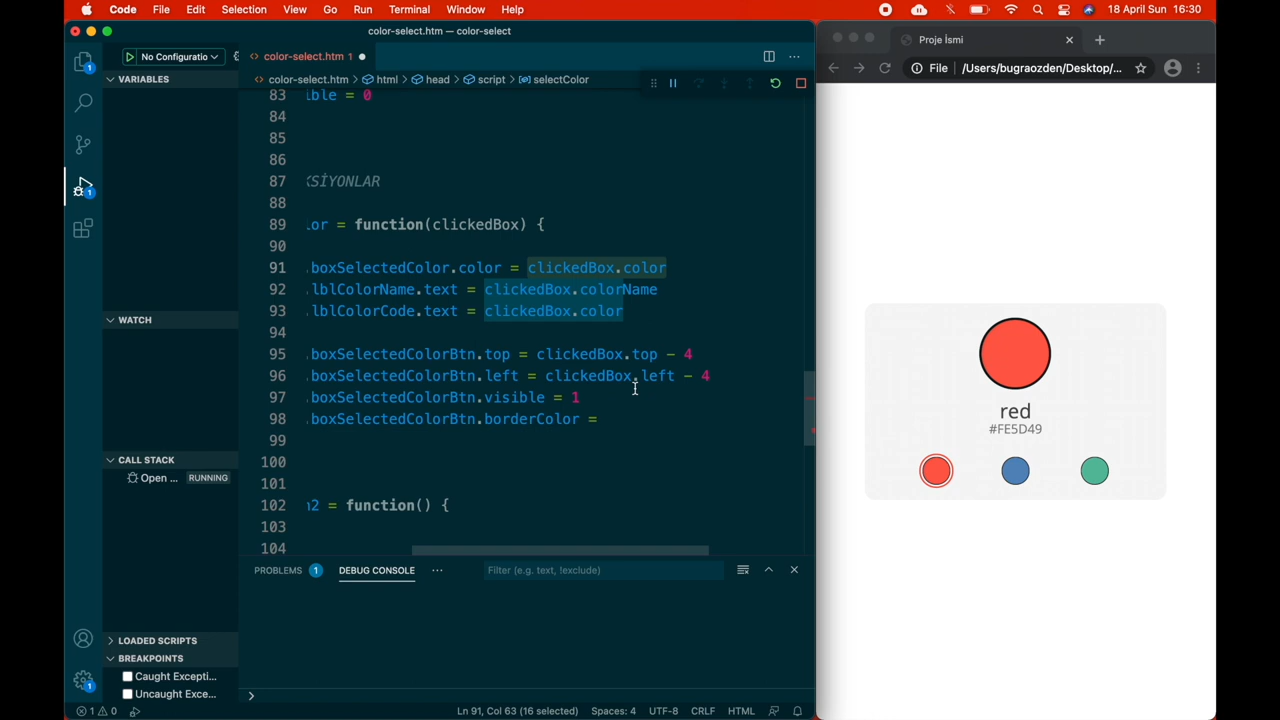 Code File Edit Selection View Go Run Terminal Window Help
18 April Sun 16:30
color-select.htm — color-select
No Configuratio
color-select.htm 1
color-select.htm > html > head > script > selectColor
VARIABLES
WATCH
CALL STACK
Open ... RUNNING
LOADED SCRIPTS
BREAKPOINTS
Caught Excepti...
Uncaught Exce...
83 ible = 0
84
85
86
87 KSİYONLAR
88
89 lor = function(clickedBox) {
90
91 .boxSelectedColor.color = clickedBox.color
92 .lblColorName.text = clickedBox.colorName
93 .lblColorCode.text = clickedBox.color
94
95 .boxSelectedColorBtn.top = clickedBox.top - 4
96 .boxSelectedColorBtn.left = clickedBox.left - 4
97 .boxSelectedColorBtn.visible = 1
98 .boxSelectedColorBtn.borderColor =
99
100
101
102 n2 = function() {
103
104
PROBLEMS 1 DEBUG CONSOLE ... Filter (e.g. text, !exclude)
1 0 Ln 91, Col 63 (16 selected) Spaces: 4 UTF-8 CRLF HTML
Proje İsmi
File /Users/bugraozden/Desktop/...
red
#FE5D49